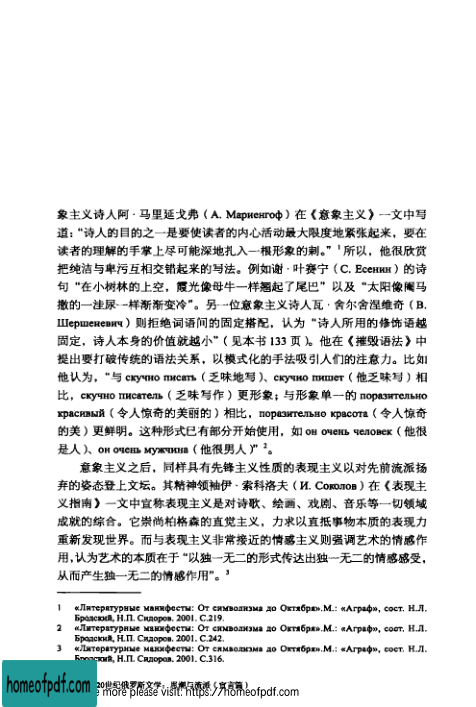 象主义诗人阿·马里延戈弗（А. Мариенгоф）在《意象主义》一文中写
道：“诗人的目的之一是要使读者的内心活动最大限度地紧张起来，要在
读者的理解的手掌上尽可能深地扎入一根形象的刺。”1所以，他很欣赏
把纯洁与卑污互相交错起来的写法。例如谢·叶赛宁（С. Есенин）的诗
句“在小树林的上空，霞光像母牛一样翘起了尾巴”以及“太阳像阉马
撒的一洼尿一样渐渐变冷”。另一位意象主义诗人瓦·舍尔舍涅维奇（В.
Шершеневич）则拒绝词语间的固定搭配，认为“诗人所用的修饰语越
固定，诗人本身的价值就越小”（见本书133页）。他在《摧毁语法》中
提出要打破传统的语法关系，以模式化的手法吸引人们的注意力。比如
他认为，“与 скучно писать（乏味地写）、скучно пишет（他乏味写）相
比，скучно писатель（乏味写作）更形象；与形象单一的 поразительно
красивый（令人惊奇的美丽的）相比，поразительно красота（令人惊奇
的美）更鲜明。这种形式已有部分开始使用，如 он очень человек（他很
是人）、он очень мужчина（他很男人）”2。
意象主义之后，同样具有先锋主义性质的表现主义以对先前流派扬
弃的姿态登上文坛。其精神领袖伊·索科洛夫（И. Соколов）在《表现主
义指南》一文中宣称表现主义是对诗歌、绘画、戏剧、音乐等一切领域
成就的综合。它崇尚柏格森的直觉主义，力求以直抵事物本质的表现力
重新发现世界。而与表现主义非常接近的情感主义则强调艺术的情感作
用，认为艺术的本质在于“以独一无二的形式传达出独一无二的情感感受，
从而产生独一无二的情感作用”。3
1 «Литературные манифесты: От символизма до Октября».М.: «Аграф», сост. Н.Л.
Бродский, Н.П. Сидоров. 2001. С.219.
2 «Литературные манифесты: От символизма до Октября».М.: «Аграф», сост. Н.Л.
Бродский, Н.П. Сидоров. 2001. С.242.
3 «Литературные манифесты: От символизма до Октября».М.: «Аграф», сост. Н.Л.
Бродский, Н.П. Сидоров. 2001. С.316.
20世纪俄罗斯文学：思潮与流派（宣言篇）
homeofpdf.com
more please visit: https://homeofpdf.com